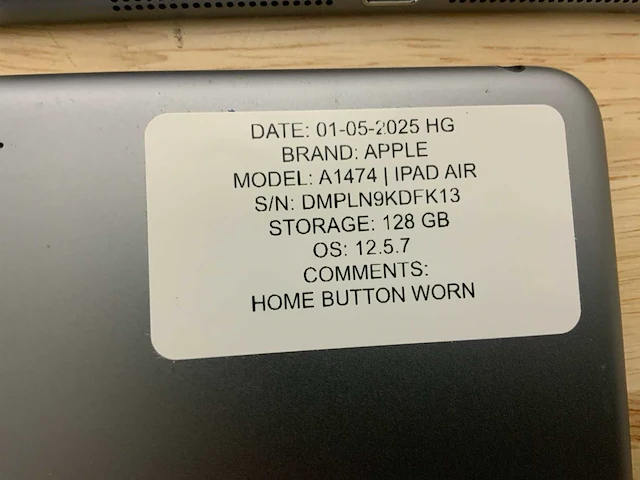 DATE: 01-05-2025 HG
BRAND: APPLE
MODEL: A1474 | IPAD AIR
S/N: DMPLN9KDFK13
STORAGE: 128 GB
OS: 12.5.7
COMMENTS:
HOME BUTTON WORN